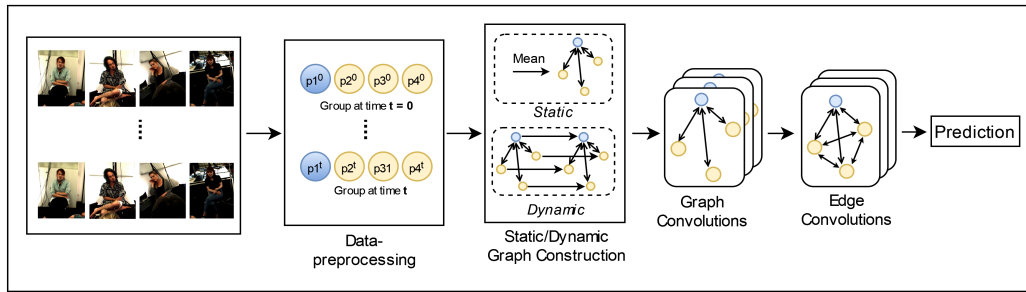 p1⁰ p2⁰ p3⁰ p4⁰
Group at time t = 0
p1ᵗ p2ᵗ p31 p4ᵗ
Group at time t
Data-
preprocessing
Mean
Static
Dynamic
Static/Dynamic
Graph Construction
Graph
Convolutions
Edge
Convolutions
Prediction